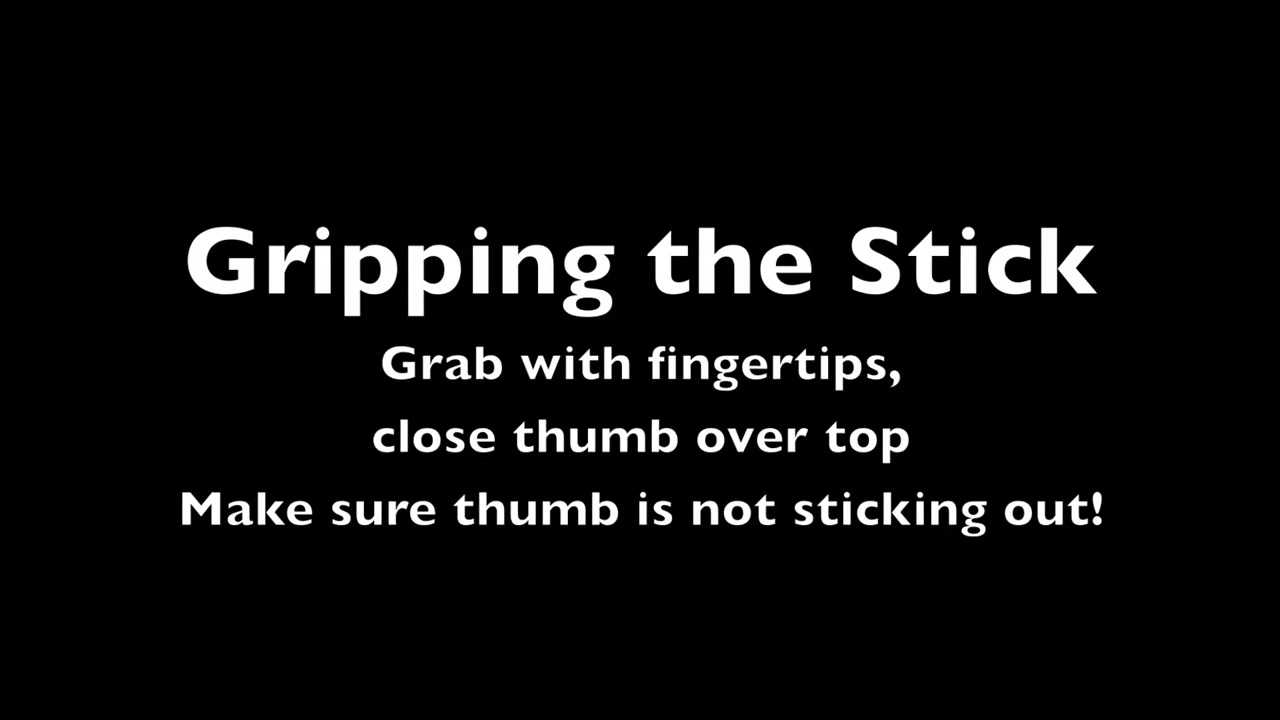 Gripping the Stick
Grab with fingertips,
close thumb over top
Make sure thumb is not sticking out!